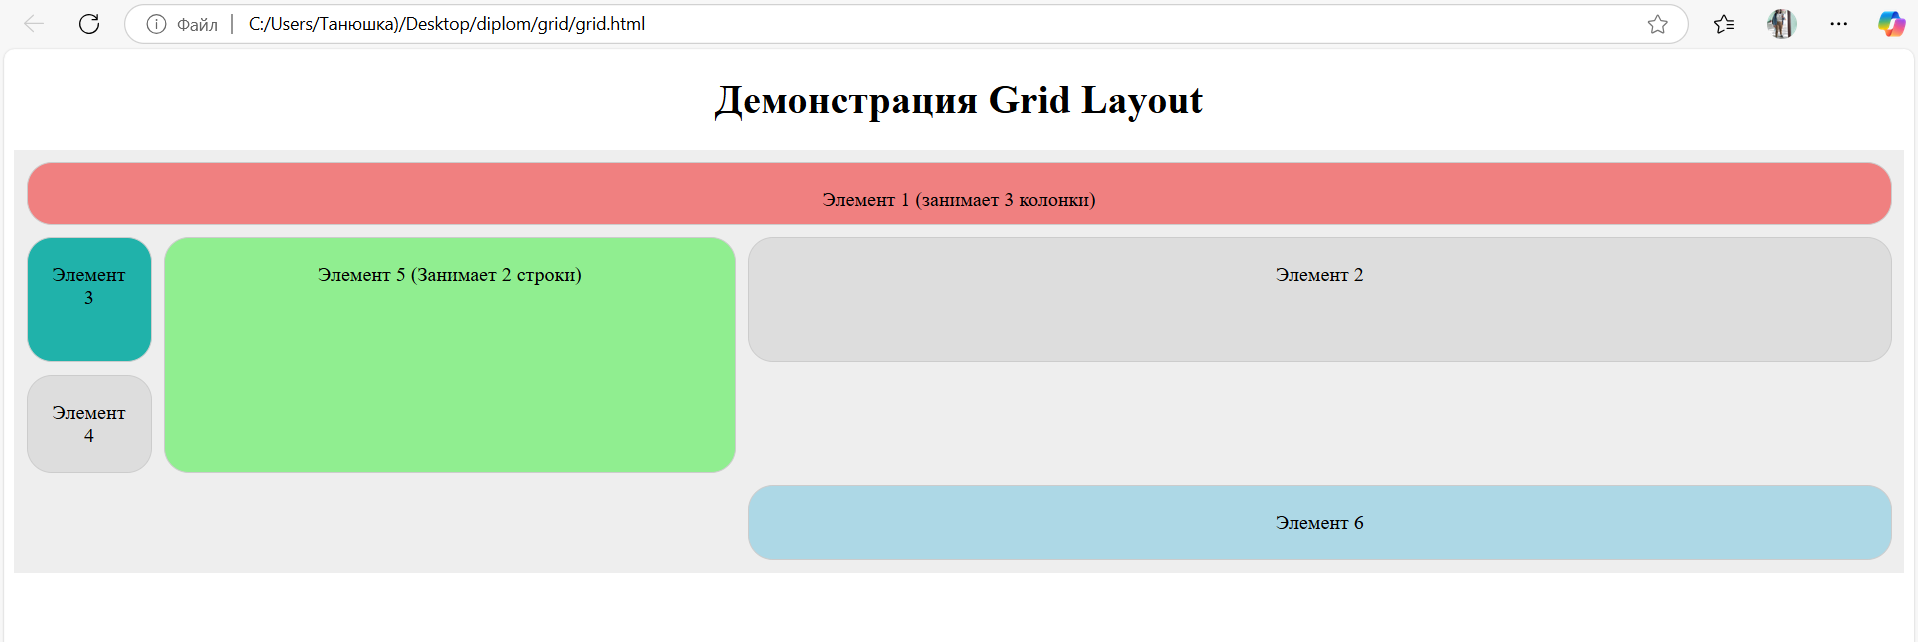 Файл C:/Users/Танюшка)/Desktop/diplom/grid/grid.html
Демонстрация Grid Layout
Элемент 1 (занимает 3 колонки)
Элемент
3
Элемент 5 (Занимает 2 строки)
Элемент 2
Элемент
4
Элемент 6